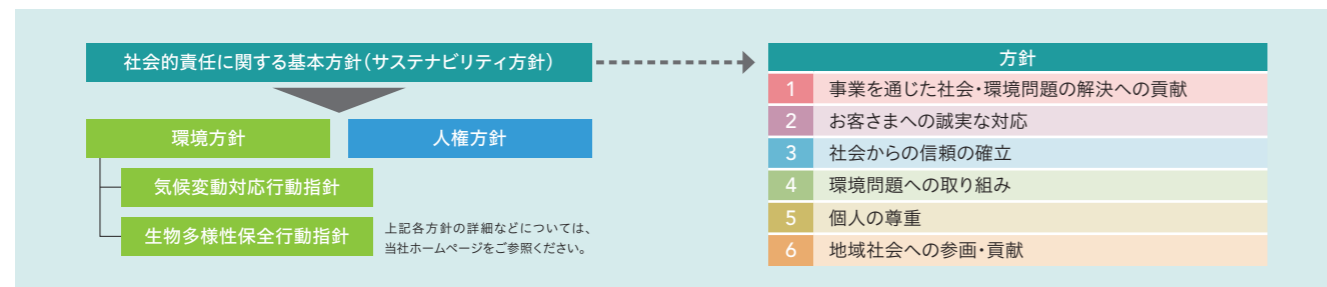 社会的責任に関する基本方針(サステナビリティ方針)
環境方針
人権方針
気候変動対応行動指針
生物多様性保全行動指針
上記各方針の詳細などについては、
当社ホームページをご参照ください。
方針
1 事業を通じた社会・環境問題の解決への貢献
2 お客さまへの誠実な対応
3 社会からの信頼の確立
4 環境問題への取り組み
5 個人の尊重
6 地域社会への参画・貢献